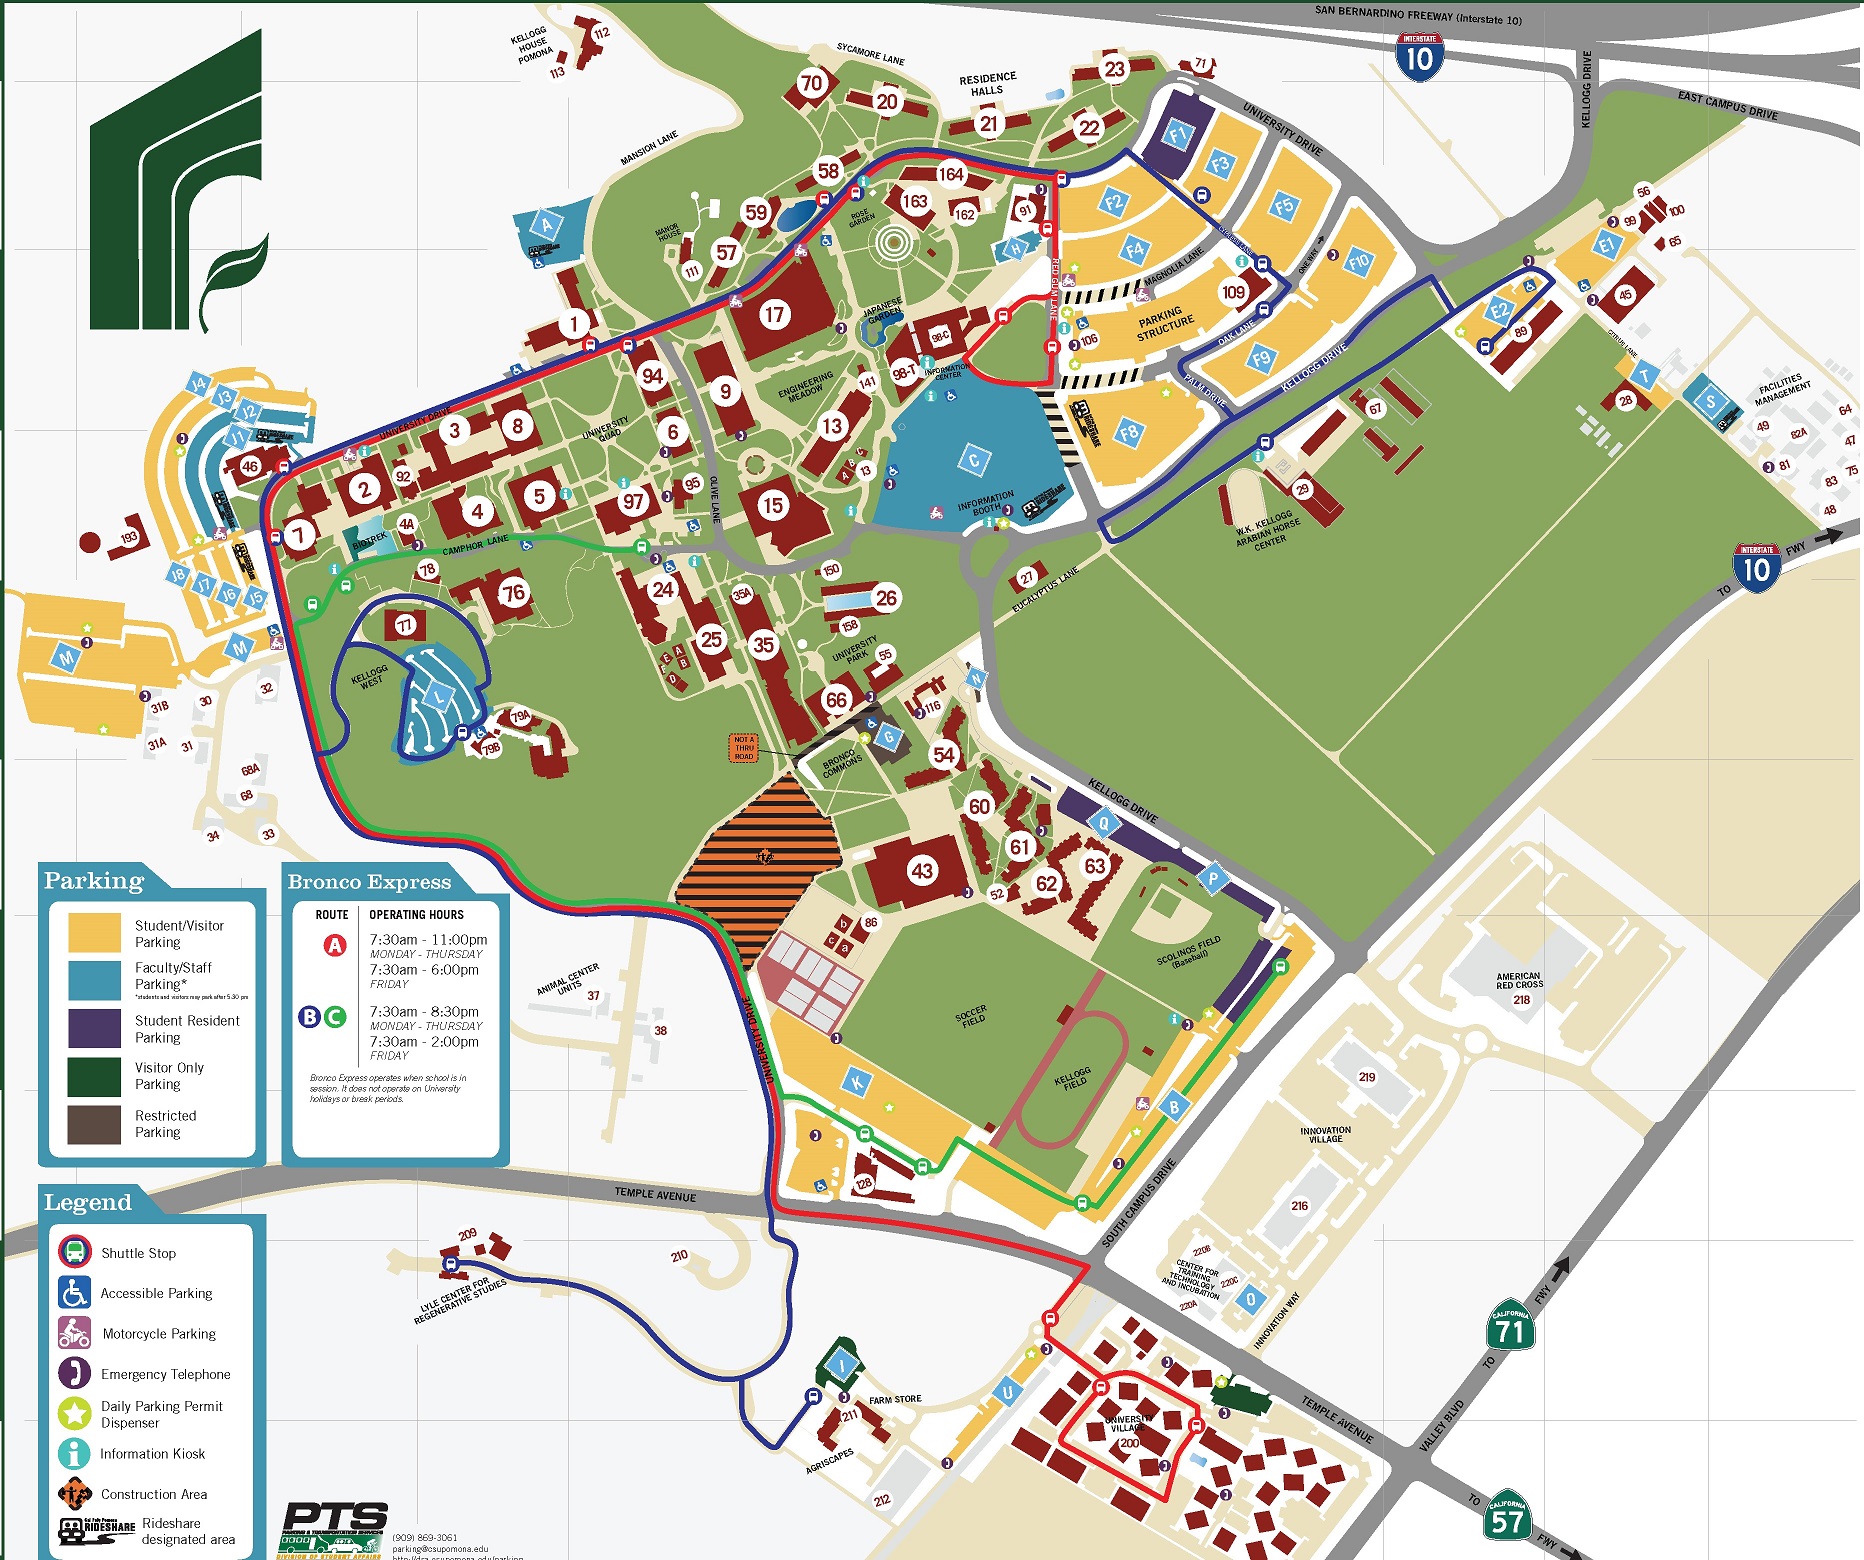 SAN BERNARDINO FREEWAY (Interstate 10)
INTERSTATE
10
KELLOGG
HOUSE
POMONA
112
113
SYCAMORE LANE
RESIDENCE
HALLS
70
20
21
22
23
71
KELLOGG DRIVE
EAST CAMPUS DRIVE
UNIVERSITY DRIVE
MANSION LANE
F1
F3
F5
F10
F2
F4
58
164
163
162
91
H
ROSE
GARDEN
59
57
MANOR
HOUSE
111
A
1
17
JAPANESE
GARDEN
98-C
98-T
INFORMATION
CENTER
RED GUM LANE
MAGNOLIA LANE
ONE WAY
109
PARKING
STRUCTURE
106
OAK LANE
F9
PALM DRIVE
KELLOGG DRIVE
F8
E1
E2
56
99
100
65
45
89
CITRUS LANE
T
28
S
FACILITIES
MANAGEMENT
64
49
82A
47
81
75
83
48
67
29
W.K. KELLOGG
ARABIAN HORSE
CENTER
FWY
INTERSTATE
10
TO
J4
J3
J2
J1
46
UNIVERSITY DRIVE
3
8
94
9
ENGINEERING
MEADOW
141
13
A
B
C
13
C
INFORMATION
BOOTH
UNIVERSITY
QUAD
6
2
92
4
5
97
95
OLIVE LANE
15
7
BIOTREK
4A
CAMPHOR LANE
193
J8
J7
J6
J5
M
M
78
76
77
KELLOGG
WEST
L
79A
79B
24
25
35A
35
150
26
158
UNIVERSITY
PARK
55
66
27
EUCALYPTUS LANE
N
116
G
BRONCO
COMMONS
NOT A
THRU
ROAD
54
60
61
62
63
52
43
KELLOGG DRIVE
Q
P
31B
30
32
31A
31
68A
68
34
33
86
b
c
a
SCOLINOS FIELD
(Baseball)
SOCCER
FIELD
KELLOGG
FIELD
ANIMAL CENTER
UNITS
37
38
UNIVERSITY DRIVE
K
B
128
SOUTH CAMPUS DRIVE
AMERICAN
RED CROSS
218
219
INNOVATION
VILLAGE
216
220B
CENTER FOR
TRAINING
TECHNOLOGY
AND INCUBATION
220C
220A
O
INNOVATION WAY
TEMPLE AVENUE
209
LYLE CENTER FOR
REGENERATIVE STUDIES
210
I
FARM STORE
211
AGRISCAPES
212
U
UNIVERSITY
VILLAGE
200
TEMPLE AVENUE
VALLEY BLVD
TO
FWY
CALIFORNIA
71
TO
CALIFORNIA
57
FWY
Parking
Student/Visitor
Parking
Faculty/Staff
Parking*
*students and visitors may park after 5:30 pm
Student Resident
Parking
Visitor Only
Parking
Restricted
Parking
Bronco Express
ROUTE
OPERATING HOURS
A
7:30am - 11:00pm
MONDAY - THURSDAY
7:30am - 6:00pm
FRIDAY
B C
7:30am - 8:30pm
MONDAY - THURSDAY
7:30am - 2:00pm
FRIDAY
Bronco Express operates when school is in
session. It does not operate on University
holidays or break periods.
Legend
Shuttle Stop
Accessible Parking
Motorcycle Parking
Emergency Telephone
Daily Parking Permit
Dispenser
Information Kiosk
Construction Area
Cal Poly Pomona
RIDESHARE
Rideshare
designated area
PTS
PARKING & TRANSPORTATION SERVICES
DIVISION OF STUDENT AFFAIRS
(909) 869-3061
parking@csupomona.edu